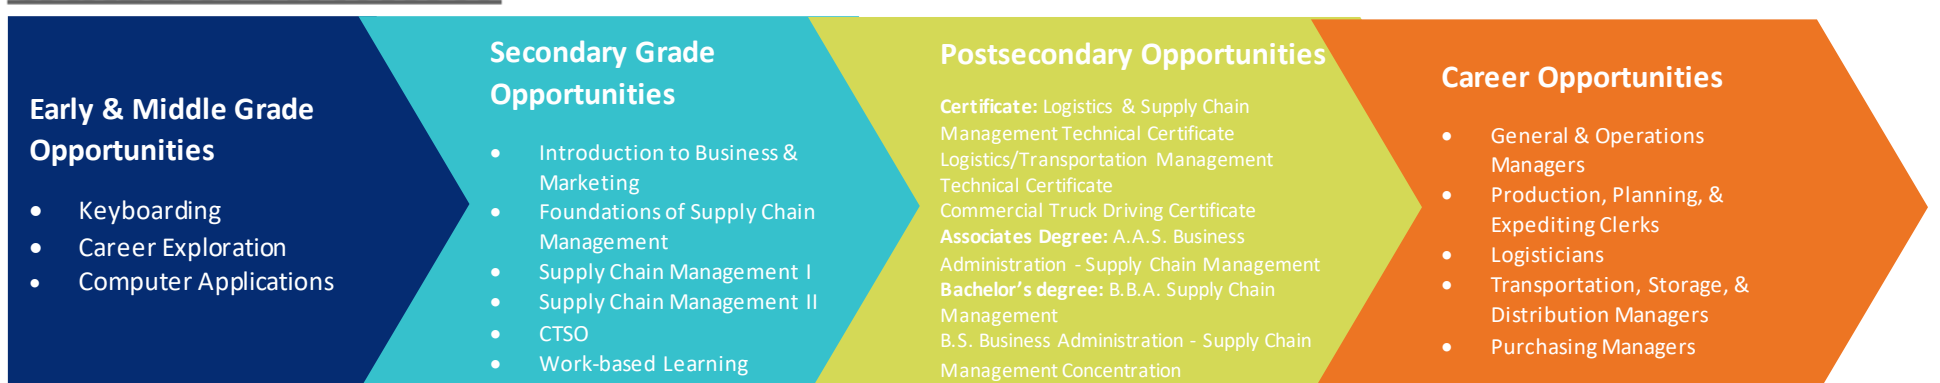 Early & Middle Grade
Opportunities
• Keyboarding
• Career Exploration
• Computer Applications
Secondary Grade
Opportunities
• Introduction to Business &
Marketing
• Foundations of Supply Chain
Management
• Supply Chain Management I
• Supply Chain Management II
• CTSO
• Work-based Learning
Postsecondary Opportunities
Certificate: Logistics & Supply Chain
Management Technical Certificate
Logistics/Transportation Management
Technical Certificate
Commercial Truck Driving Certificate
Associates Degree: A.A.S. Business
Administration - Supply Chain Management
Bachelor's degree: B.B.A. Supply Chain
Management
B.S. Business Administration - Supply Chain
Management Concentration
Career Opportunities
• General & Operations
Managers
• Production, Planning, &
Expediting Clerks
• Logisticians
• Transportation, Storage, &
Distribution Managers
• Purchasing Managers